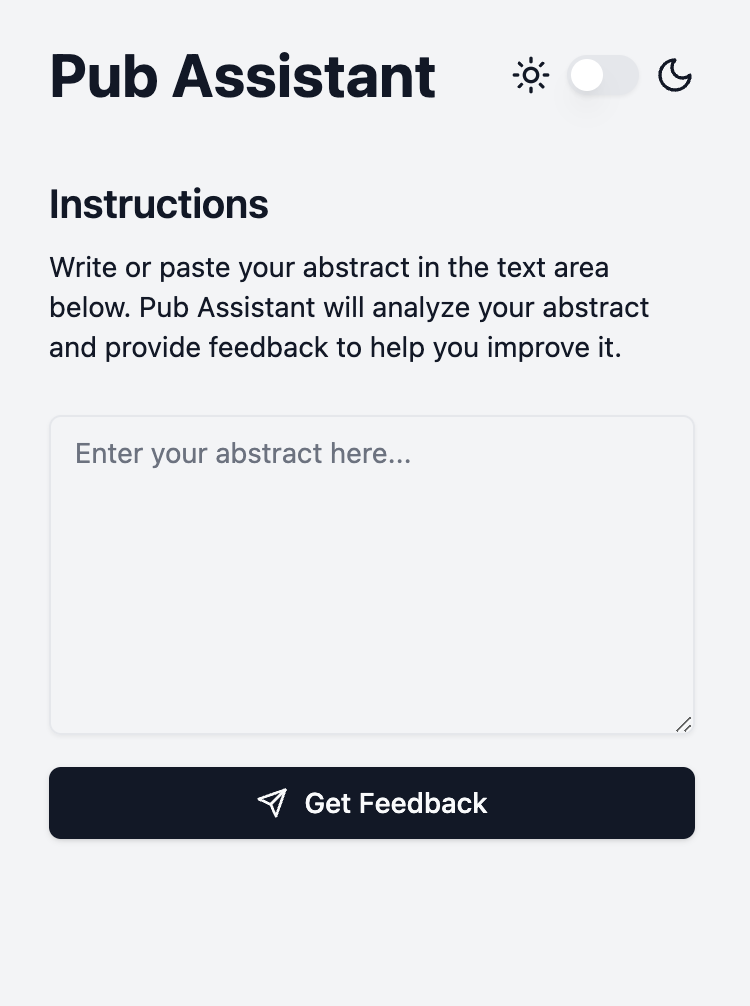 Pub Assistant
Instructions
Write or paste your abstract in the text area
below. Pub Assistant will analyze your abstract
and provide feedback to help you improve it.
Enter your abstract here...
Get Feedback